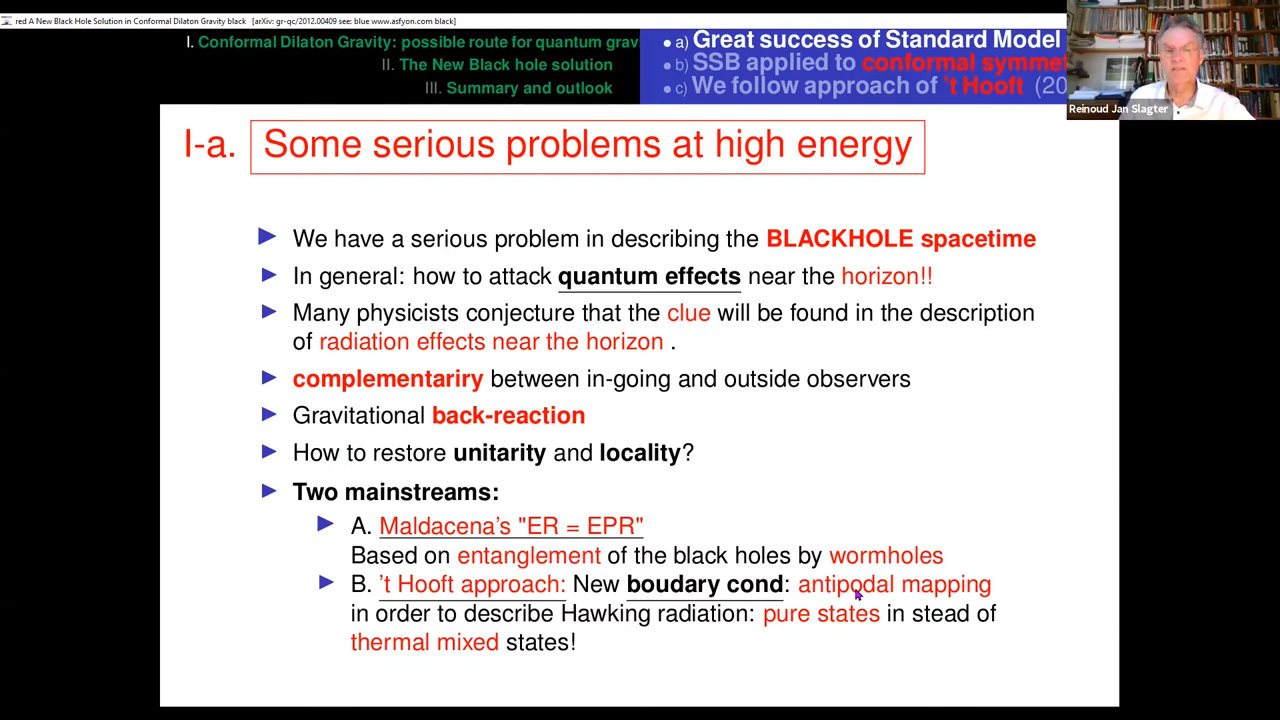 red A New Black Hole Solution in Conformal Dilaton Gravity black [arXiv: gr-qc/2012.00409 see: blue www.asfyon.com black]
I. Conformal Dilaton Gravity: possible route for quantum grav
II. The New Black hole solution
III. Summary and outlook
a) Great success of Standard Model
b) SSB applied to conformal symmet
c) We follow approach of 't Hooft (20
Reinoud Jan Slagter
I-a. Some serious problems at high energy
We have a serious problem in describing the BLACKHOLE spacetime
In general: how to attack quantum effects near the horizon!!
Many physicists conjecture that the clue will be found in the description
of radiation effects near the horizon .
complementariry between in-going and outside observers
Gravitational back-reaction
How to restore unitarity and locality?
Two mainstreams:
A. Maldacena's "ER = EPR"
Based on entanglement of the black holes by wormholes
B. 't Hooft approach: New boudary cond: antipodal mapping
in order to describe Hawking radiation: pure states in stead of
thermal mixed states!